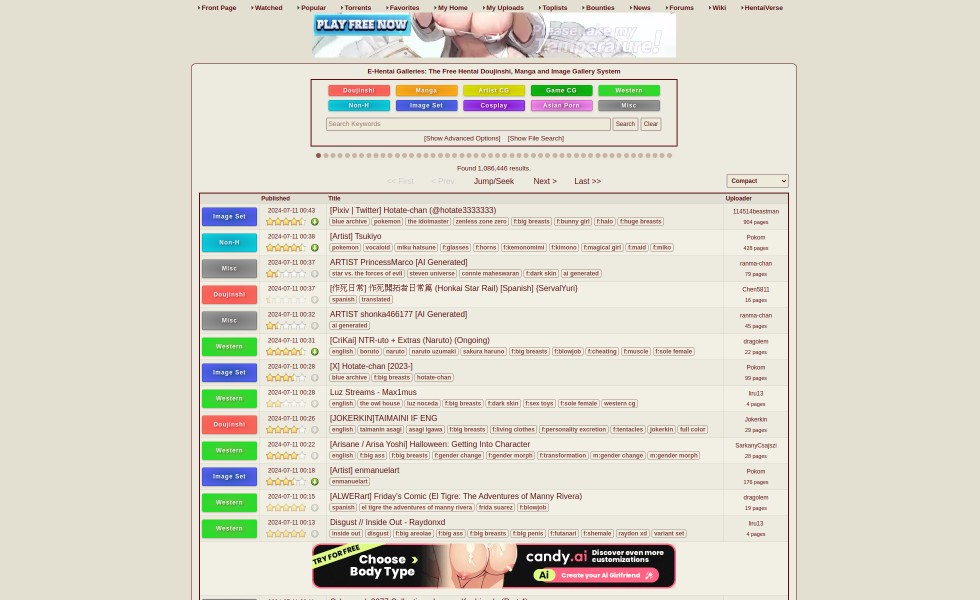 Front Page Watched Popular Torrents Favorites My Home My Uploads Toplists Bounties News Forums Wiki HentaiVerse
PLAY FREE NOW
Please take my
Temperature!
E-Hentai Galleries: The Free Hentai Doujinshi, Manga and Image Gallery System
Doujinshi Manga Artist CG Game CG Western
Non-H Image Set Cosplay Asian Porn Misc
Search Keywords Search Clear
[Show Advanced Options] [Show File Search]
Found 1,086,446 results.
<< First < Prev Jump/Seek Next > Last >> Compact
Published Title Uploader
Image Set 2024-07-11 00:43 [Pixiv | Twitter] Hotate-chan (@hotate3333333) 114514beastman
blue archive pokemon the idolmaster zenless zone zero f:big breasts f:bunny girl f:halo f:huge breasts 904 pages
Non-H 2024-07-11 00:38 [Artist] Tsukiyo Pokom
pokemon vocaloid miku hatsune f:glasses f:horns f:kemonomimi f:kimono f:magical girl f:maid f:miko 428 pages
Misc 2024-07-11 00:37 ARTIST PrincessMarco [AI Generated] ranma-chan
star vs. the forces of evil steven universe connie maheswaran f:dark skin ai generated 79 pages
Doujinshi 2024-07-11 00:37 [作死日常] 作死開拓者日常篇 (Honkai Star Rail) [Spanish] {ServalYuri} Chen5811
spanish translated 16 pages
Misc 2024-07-11 00:32 ARTIST shonka466177 [AI Generated] ranma-chan
ai generated 45 pages
Western 2024-07-11 00:31 [CriKai] NTR-uto + Extras (Naruto) (Ongoing) dragolem
english boruto naruto naruto uzumaki sakura haruno f:big breasts f:blowjob f:cheating f:muscle f:sole female 22 pages
Image Set 2024-07-11 00:28 [X] Hotate-chan [2023-] Pokom
blue archive f:big breasts hotate-chan 99 pages
Western 2024-07-11 00:28 Luz Streams - Max1mus liru13
english the owl house luz noceda f:big breasts f:dark skin f:sex toys f:sole female western cg 4 pages
Doujinshi 2024-07-11 00:26 [JOKERKIN]TAIMAINI IF ENG Jokerkin
english taimanin asagi asagi igawa f:big breasts f:living clothes f:personality excretion f:tentacles jokerkin full color 29 pages
Western 2024-07-11 00:22 [Arisane / Arisa Yoshi] Halloween: Getting Into Character SarkanyCsajszi
english f:big ass f:big breasts f:gender change f:gender morph f:transformation m:gender change m:gender morph 28 pages
Image Set 2024-07-11 00:18 [Artist] enmanuelart Pokom
enmanuelart 176 pages
Western 2024-07-11 00:15 [ALWERart] Friday's Comic (El Tigre: The Adventures of Manny Rivera) dragolem
spanish el tigre the adventures of manny rivera frida suarez f:blowjob 19 pages
Western 2024-07-11 00:13 Disgust // Inside Out - Raydonxd liru13
inside out disgust f:big areolae f:big ass f:big breasts f:big penis f:futanari f:shemale raydon xd variant set 4 pages
TRY FOR FREE
Choose >
Body Type
candy.ai Discover even more
customizations
Ai Create your AI Girlfriend